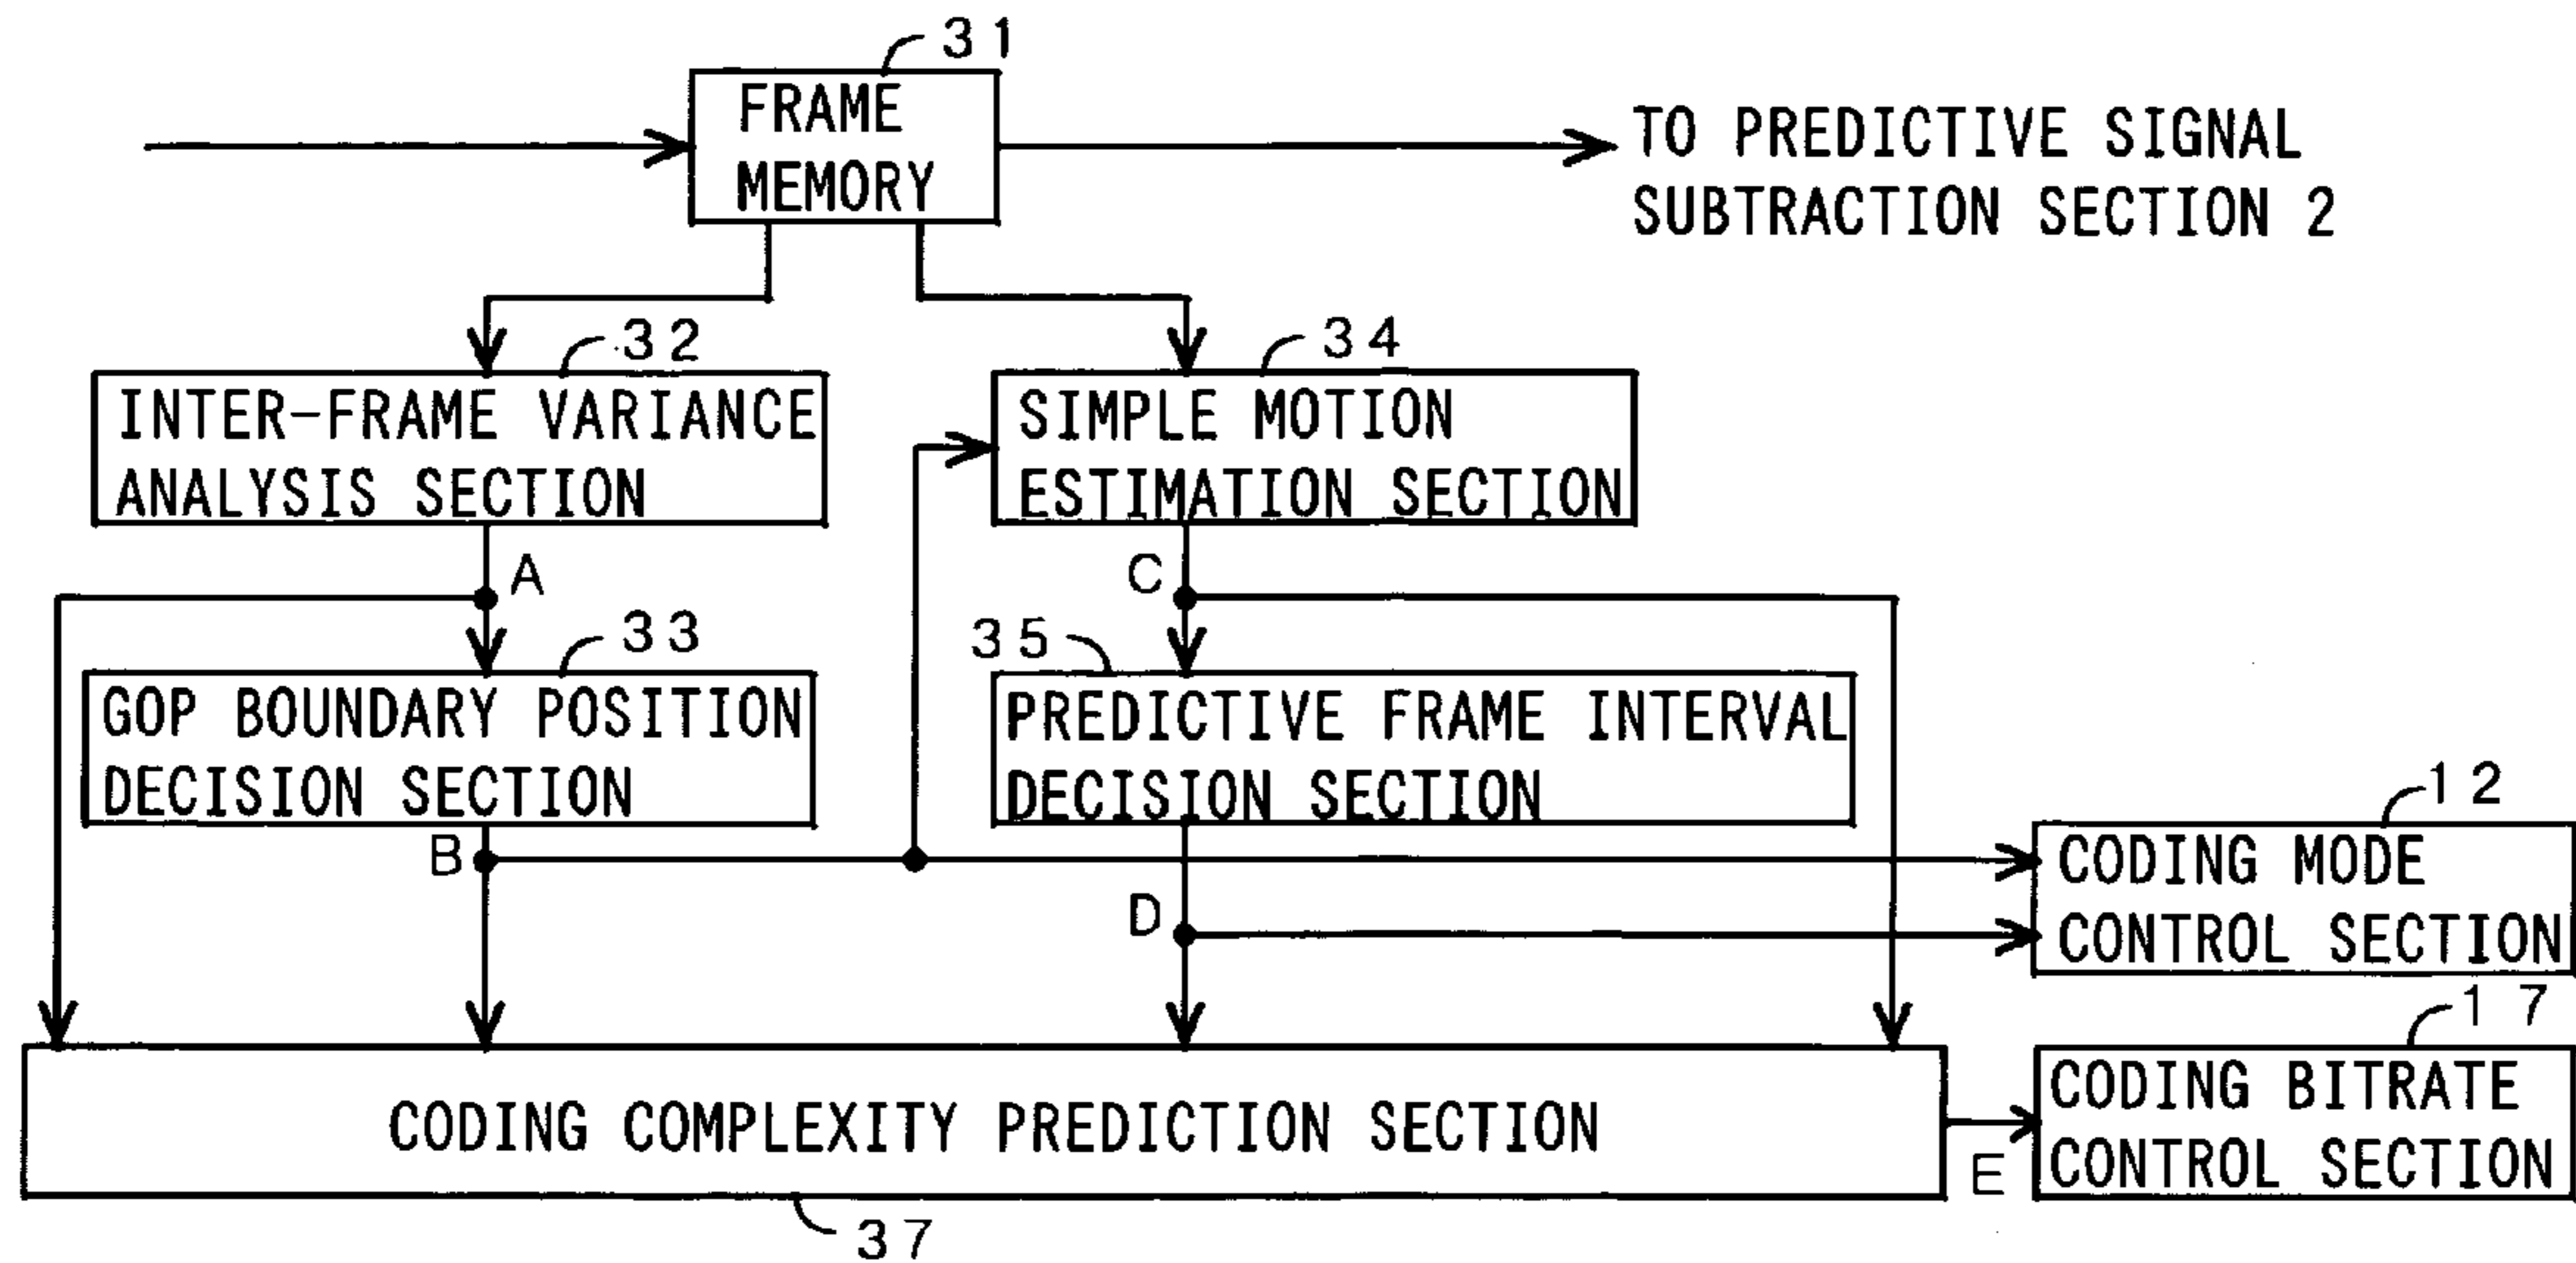 31
FRAME
MEMORY
TO PREDICTIVE SIGNAL
SUBTRACTION SECTION 2
32
INTER-FRAME VARIANCE
ANALYSIS SECTION
34
SIMPLE MOTION
ESTIMATION SECTION
A
C
33
GOP BOUNDARY POSITION
DECISION SECTION
35
PREDICTIVE FRAME INTERVAL
DECISION SECTION
B
D
12
CODING MODE
CONTROL SECTION
CODING COMPLEXITY PREDICTION SECTION
37
E
17
CODING BITRATE
CONTROL SECTION